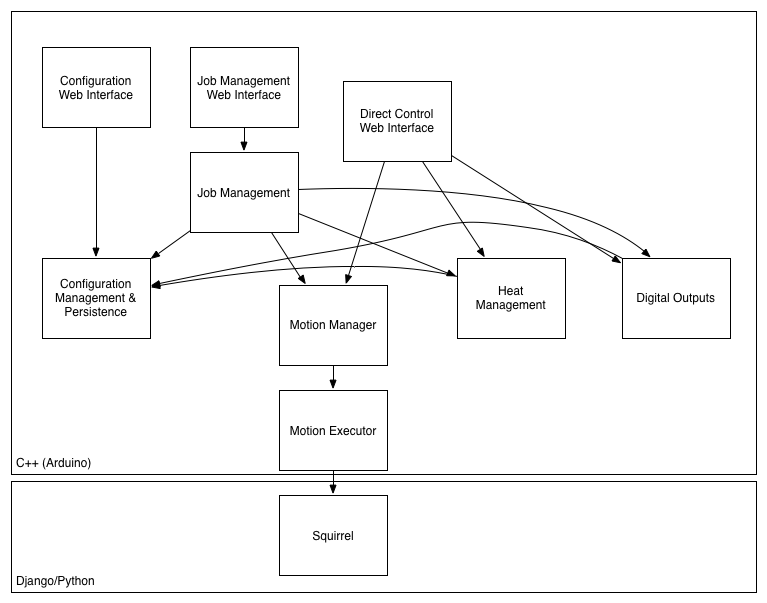 Configuration
Web Interface
Job Management
Web Interface
Direct Control
Web Interface
Job Management
Configuration
Management &
Persistence
Motion Manager
Heat
Management
Digital Outputs
Motion Executor
C++ (Arduino)
Squirrel
Django/Python